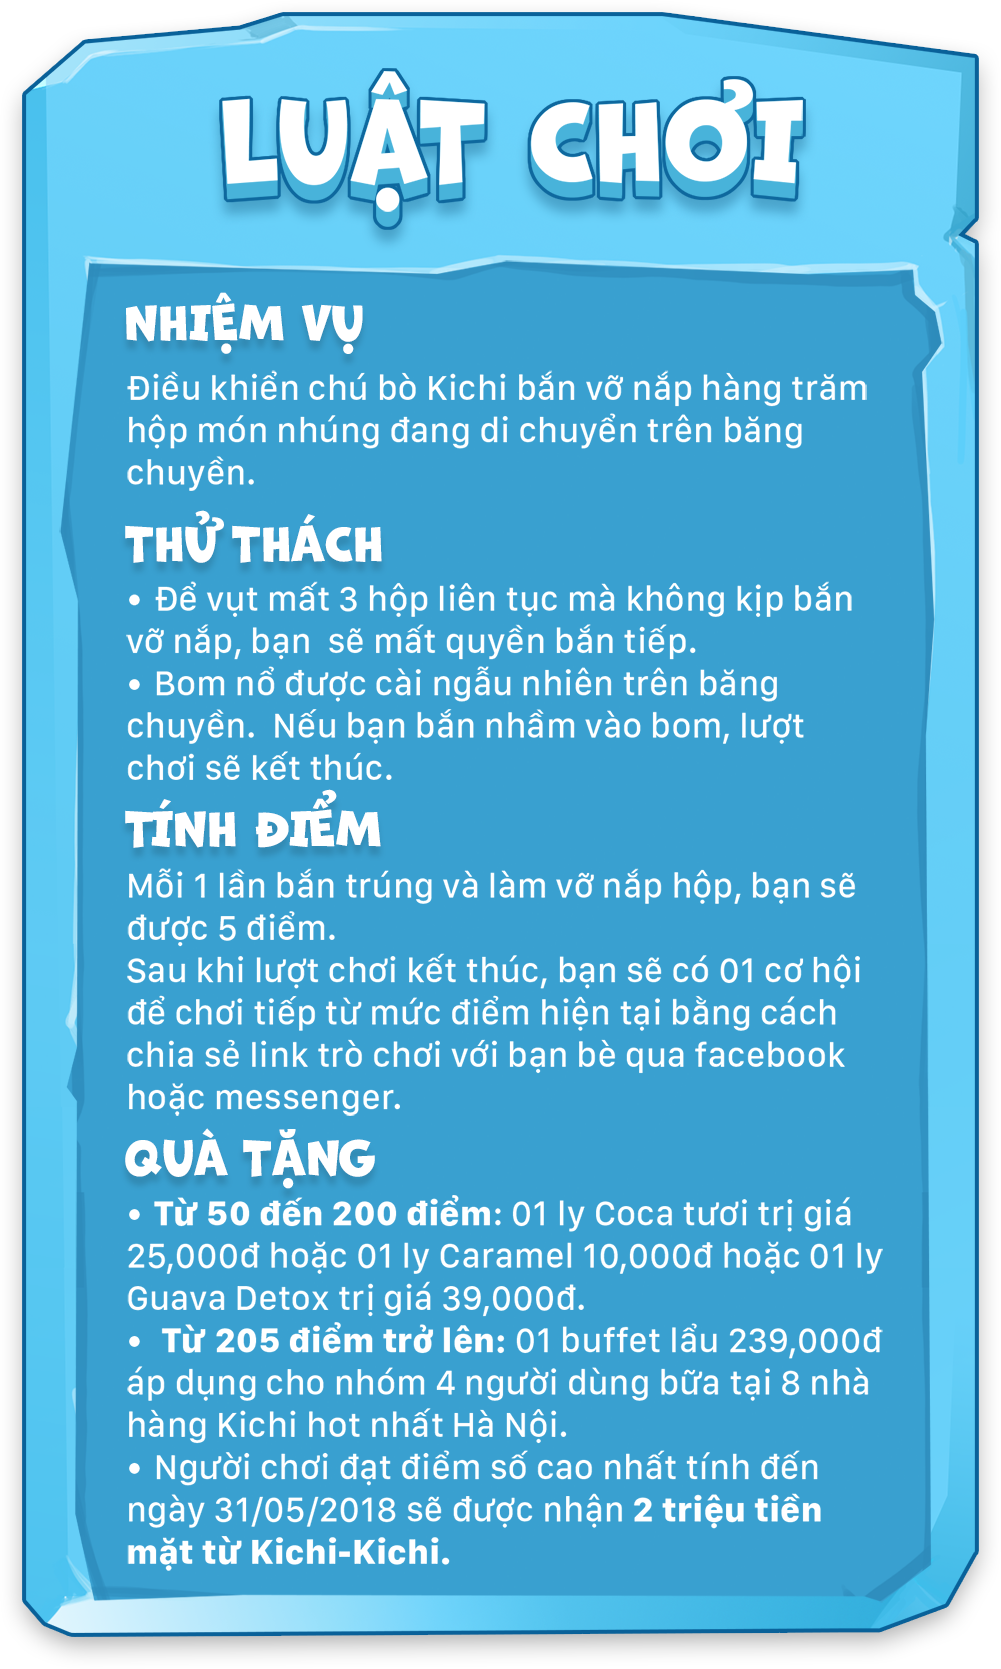 LUẬT CHƠI
NHIỆM VỤ
Điều khiển chú bò Kichi bắn vỡ nắp hàng trăm
hộp món nhúng đang di chuyển trên băng
chuyền.
THỬ THÁCH
• Để vụt mất 3 hộp liên tục mà không kịp bắn
vỡ nắp, bạn  sẽ mất quyền bắn tiếp.
• Bom nổ được cài ngẫu nhiên trên băng
chuyền.  Nếu bạn bắn nhầm vào bom, lượt
chơi sẽ kết thúc.
TÍNH ĐIỂM
Mỗi 1 lần bắn trúng và làm vỡ nắp hộp, bạn sẽ
được 5 điểm.
Sau khi lượt chơi kết thúc, bạn sẽ có 01 cơ hội
để chơi tiếp từ mức điểm hiện tại bằng cách
chia sẻ link trò chơi với bạn bè qua facebook
hoặc messenger.
QUÀ TẶNG
• Từ 50 đến 200 điểm: 01 ly Coca tươi trị giá
25,000đ hoặc 01 ly Caramel 10,000đ hoặc 01 ly
Guava Detox trị giá 39,000đ.
•  Từ 205 điểm trở lên: 01 buffet lẩu 239,000đ
áp dụng cho nhóm 4 người dùng bữa tại 8 nhà
hàng Kichi hot nhất Hà Nội.
• Người chơi đạt điểm số cao nhất tính đến
ngày 31/05/2018 sẽ được nhận 2 triệu tiền
mặt từ Kichi-Kichi.